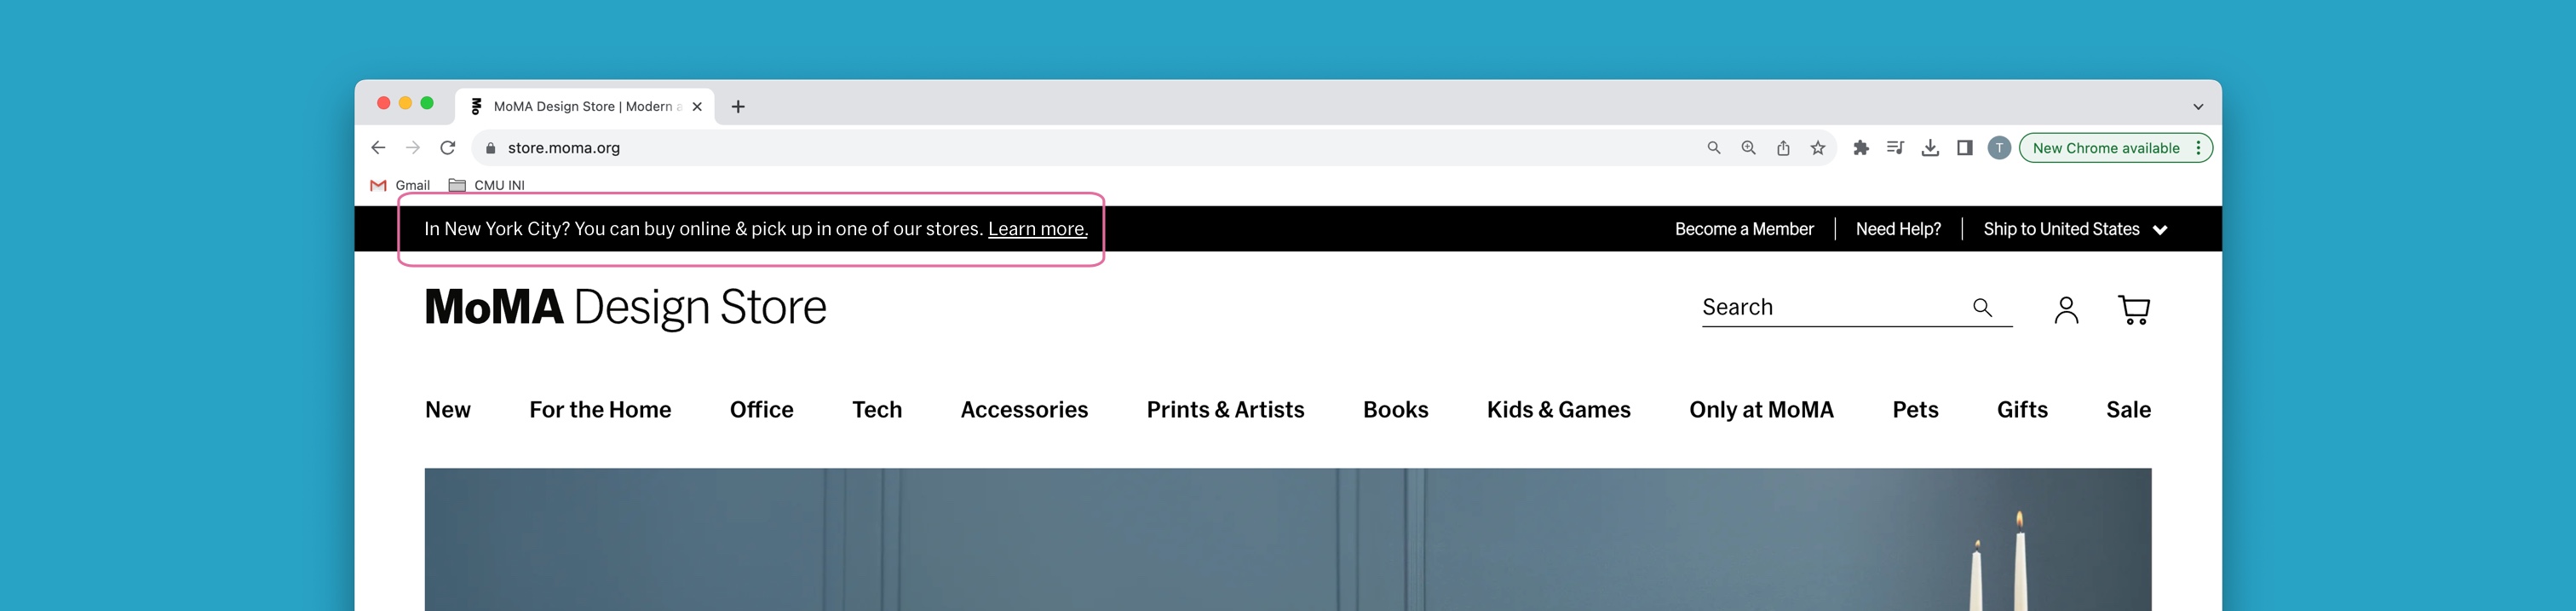 MoMA Design Store | Modern a
store.moma.org
T
New Chrome available
Gmail
CMU INI
In New York City? You can buy online & pick up in one of our stores. Learn more.
Become a Member
Need Help?
Ship to United States
MoMA Design Store
Search
New For the Home Office Tech Accessories Prints & Artists Books Kids & Games Only at MoMA Pets Gifts Sale